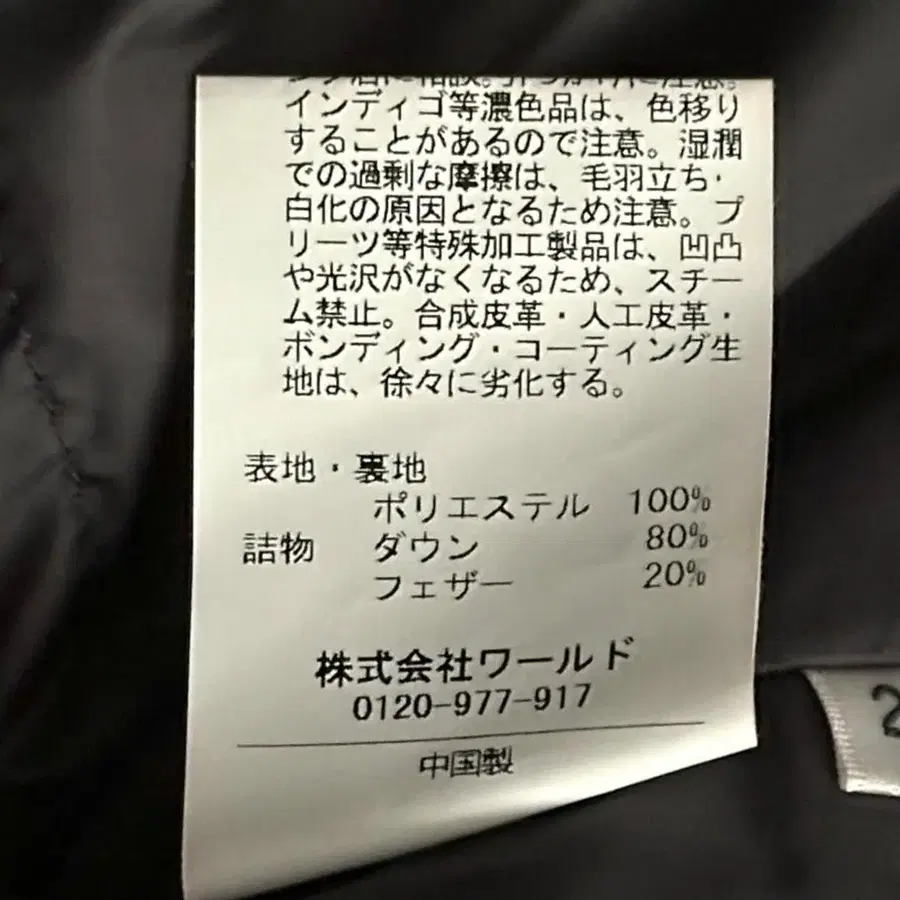 インディゴ等濃色品は、色移り
することがあるので注意。湿潤
での過剰な摩擦は、毛羽立ち・
白化の原因となるため注意。プ
リーツ等特殊加工製品は、凹凸
や光沢がなくなるため、スチー
ム禁止。合成皮革・人工皮革・
ボンディング・コーティング生
地は、徐々に劣化する。
表地・裏地
ポリエステル 100%
詰物 ダウン 80%
フェザー 20%
株式会社ワールド
0120-977-917
中国製
2